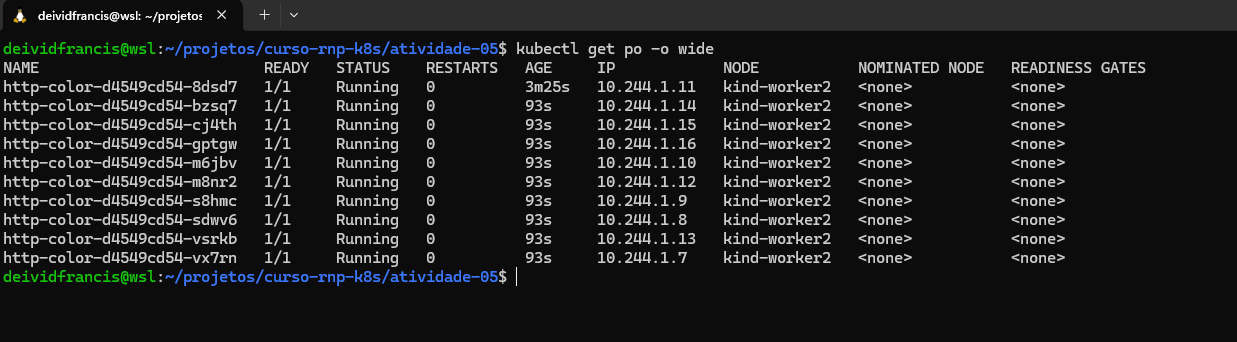 deividfrancis@wsl: ~/projetos
deividfrancis@wsl:~/projetos/curso-rnp-k8s/atividade-05$ kubectl get po -o wide
NAME READY STATUS RESTARTS AGE IP NODE NOMINATED NODE READINESS GATES
http-color-d4549cd54-8dsd7 1/1 Running 0 3m25s 10.244.1.11 kind-worker2 <none> <none>
http-color-d4549cd54-bzsq7 1/1 Running 0 93s 10.244.1.14 kind-worker2 <none> <none>
http-color-d4549cd54-cj4th 1/1 Running 0 93s 10.244.1.15 kind-worker2 <none> <none>
http-color-d4549cd54-gptgw 1/1 Running 0 93s 10.244.1.16 kind-worker2 <none> <none>
http-color-d4549cd54-m6jbv 1/1 Running 0 93s 10.244.1.10 kind-worker2 <none> <none>
http-color-d4549cd54-m8nr2 1/1 Running 0 93s 10.244.1.12 kind-worker2 <none> <none>
http-color-d4549cd54-s8hmc 1/1 Running 0 93s 10.244.1.9 kind-worker2 <none> <none>
http-color-d4549cd54-sdwv6 1/1 Running 0 93s 10.244.1.8 kind-worker2 <none> <none>
http-color-d4549cd54-vsrkb 1/1 Running 0 93s 10.244.1.13 kind-worker2 <none> <none>
http-color-d4549cd54-vx7rn 1/1 Running 0 93s 10.244.1.7 kind-worker2 <none> <none>
deividfrancis@wsl:~/projetos/curso-rnp-k8s/atividade-05$